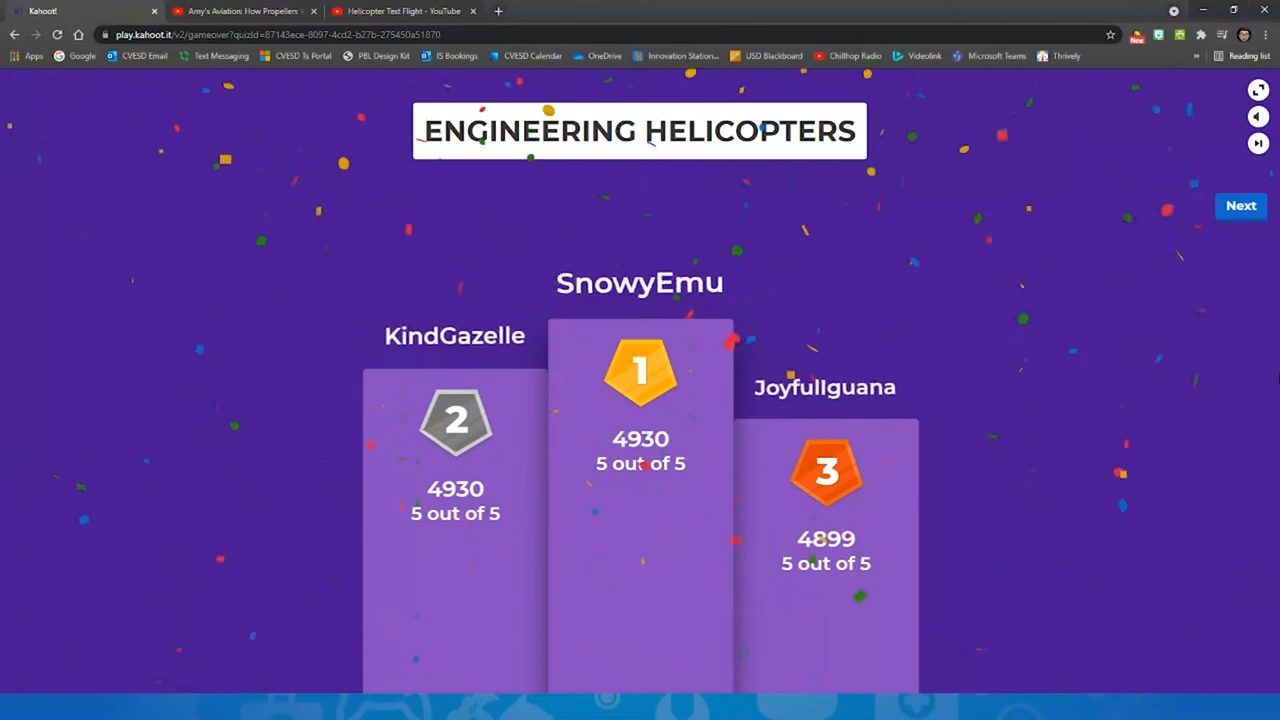 Kahoot!
Amy's Aviation: How Propellers
Helicopter Test Flight - YouTube
play.kahoot.it/v2/gameover?quizId=87143ece-8097-4cd2-b27b-275450a51870
New
Apps
Google
CVESD Email
Text Messaging
CVESD Ts Portal
PBL Design Kit
IS Bookings
CVESD Calendar
OneDrive
Innovation Station...
USD Blackboard
Chillhop Radio
Videolink
Microsoft Teams
Thrively
»
Reading list
ENGINEERING HELICOPTERS
Next
SnowyEmu
KindGazelle
1
JoyfulIguana
2
4930
5 out of 5
3
4930
5 out of 5
4899
5 out of 5